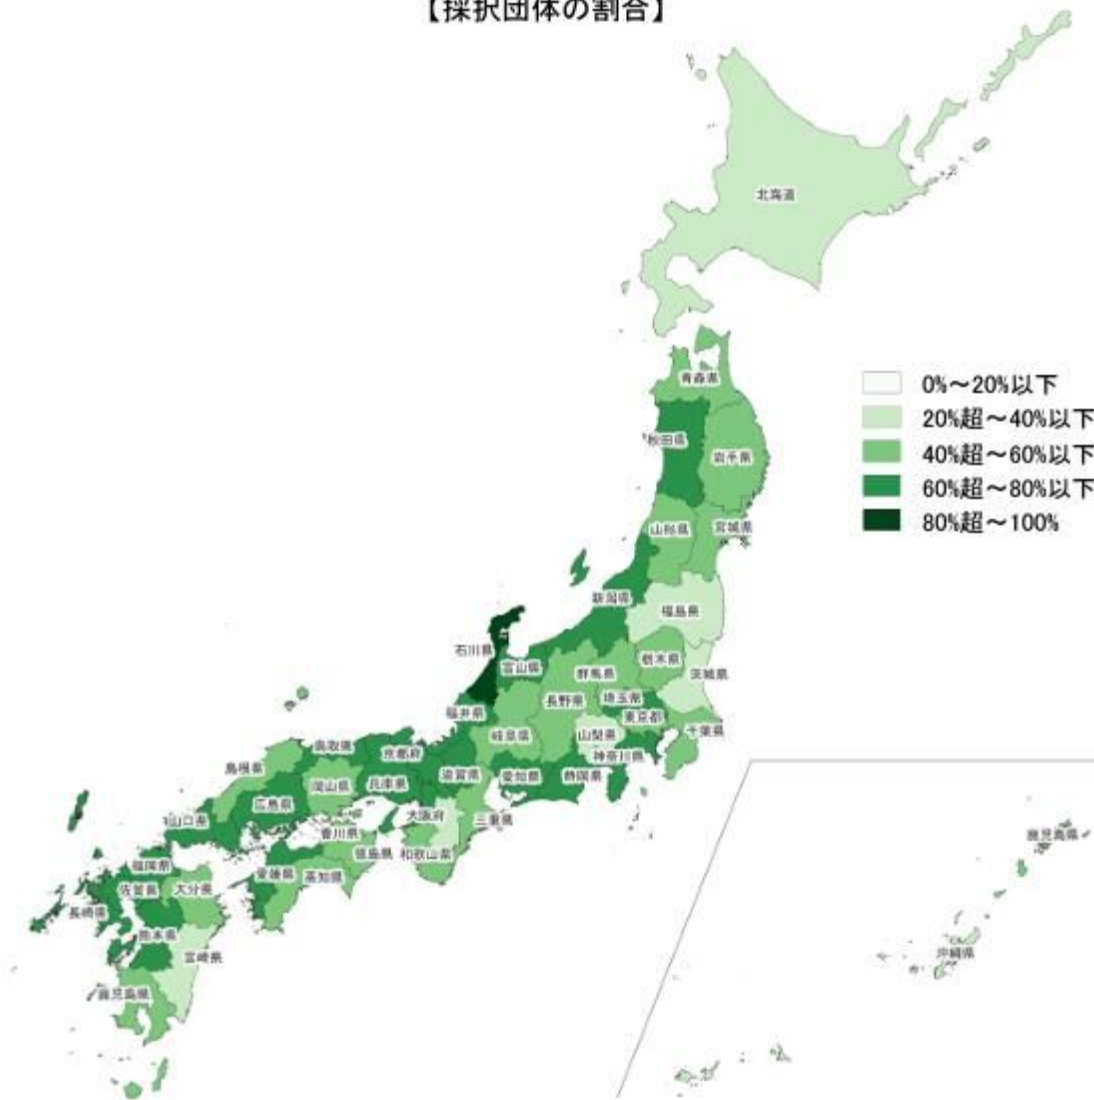 【採択団体の割合】
北海道
青森県
0%～20%以下
20%超～40%以下
40%超～60%以下
60%超～80%以下
80%超～100%
秋田県
岩手県
山形県
宮城県
新潟県
福島県
石川県
富山県
群馬県
栃木県
茨城県
長野県
埼玉県
福井県
東京都
岐阜県
山梨県
千葉県
鳥取県
京都府
神奈川県
島根県
岡山県
兵庫県
滋賀県
愛知県
静岡県
広島県
大阪府
三重県
山口県
香川県
徳島県
和歌山県
福岡県
愛媛県
高知県
佐賀県
大分県
長崎県
熊本県
宮崎県
鹿児島県
鹿児島県
沖縄県